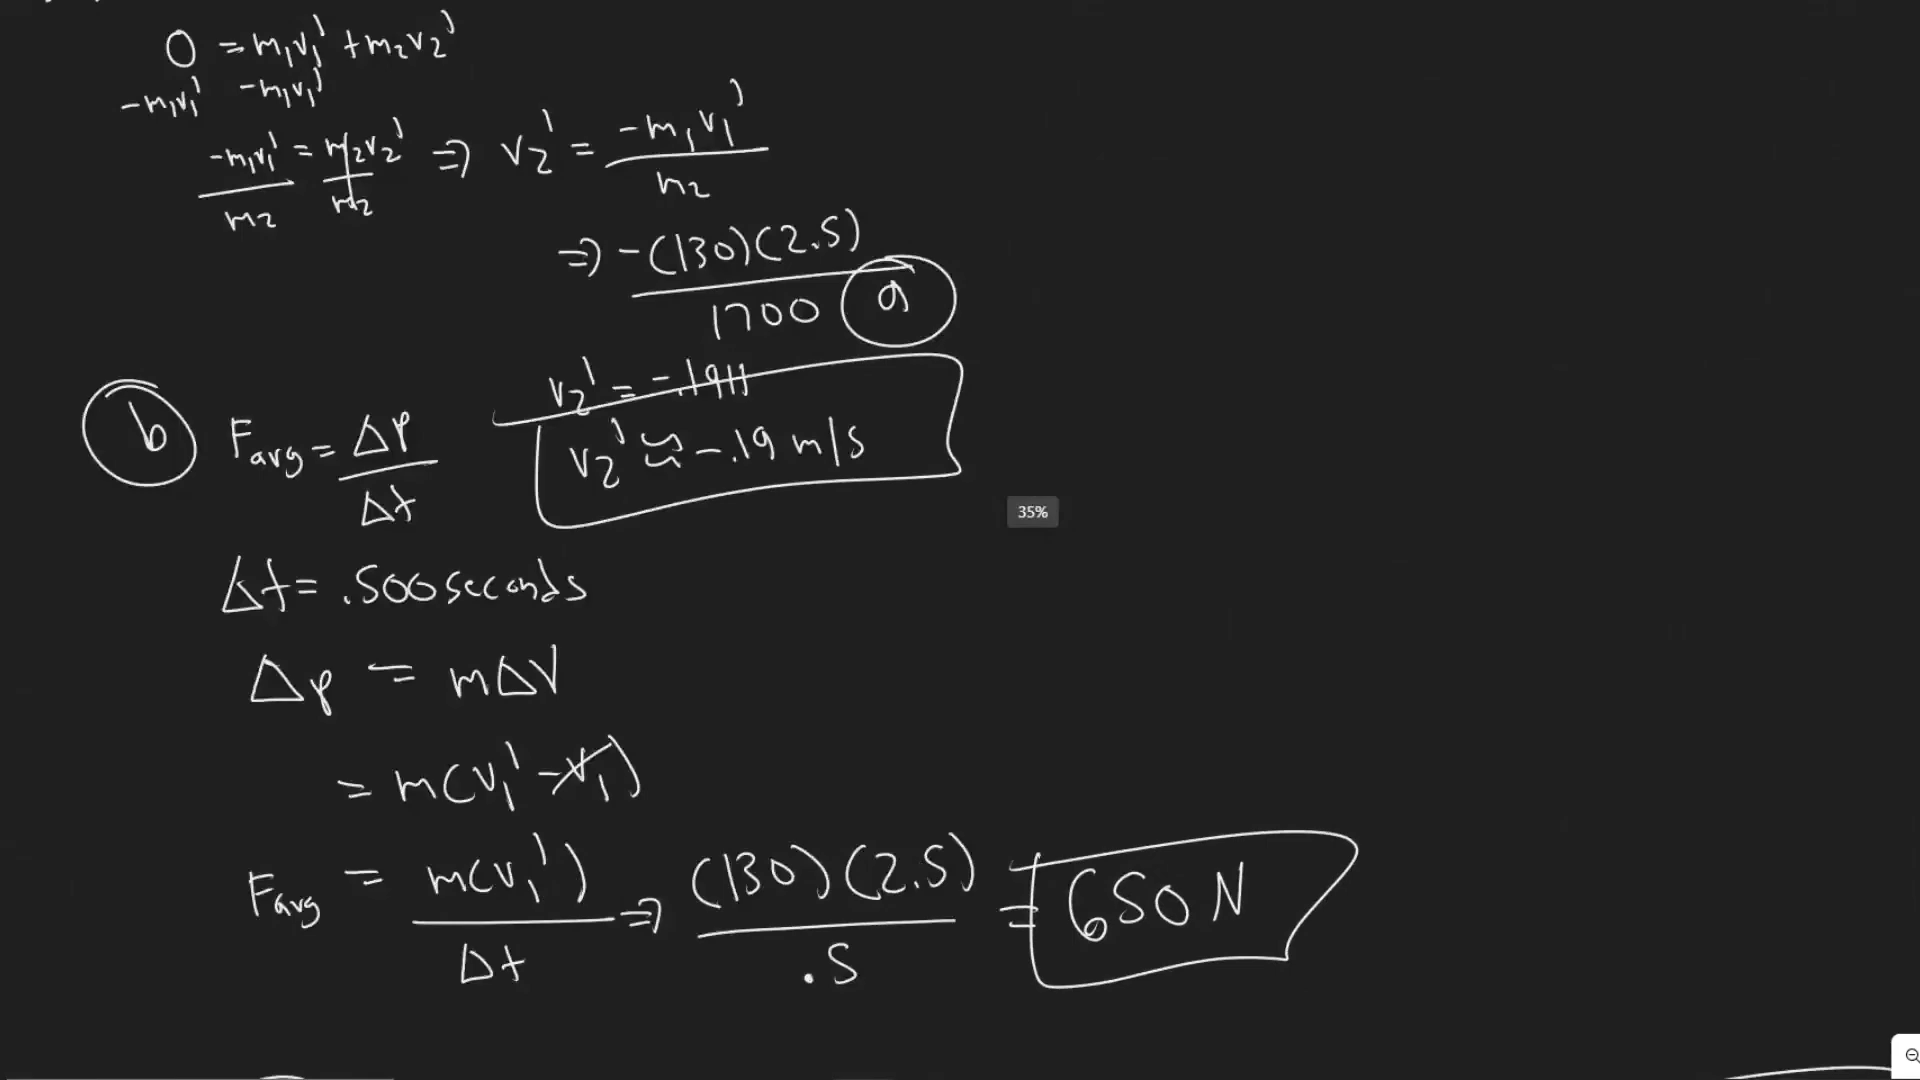 0 = m₁v₁' + m₂v₂'
-m₁v₁' -m₁v₁'
-m₁v₁' = m₂v₂' ⇒ v₂' = -m₁v₁'
m₂ m₂ m₂
⇒ -(130)(2.5)
1700
a
v₂' = -.1911
v₂' ≈ -.19 m/s
b
Favg = Δp
Δt
35%
Δt = .500 seconds
Δp = mΔv
= m(v₁' - v₁)
Favg = m(v₁') ⇒ (130)(2.5) = 650 N
Δt .5